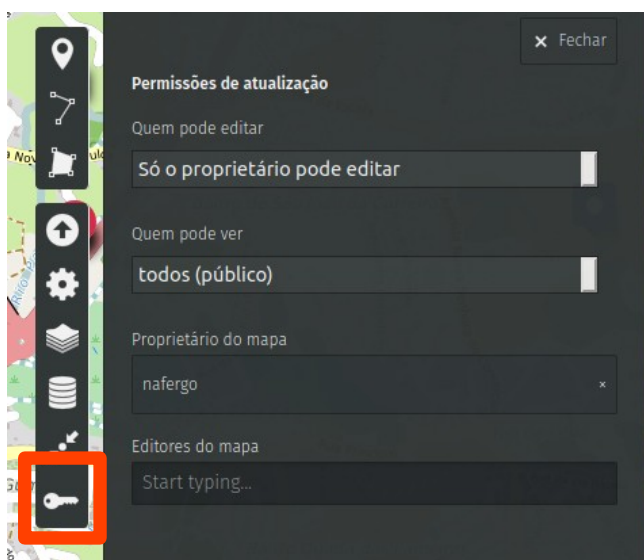 × Fechar
Permissões de atualização
Quem pode editar
Só o proprietário pode editar
Quem pode ver
todos (público)
Proprietário do mapa
nafergo ×
Editores do mapa
Start typing...